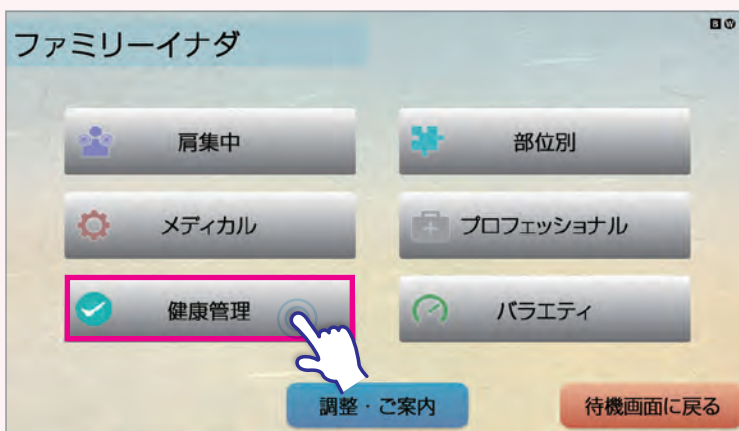 ファミリーイナダ
B W
肩集中
部位別
メディカル
プロフェッショナル
健康管理
バラエティ
調整・ご案内
待機画面に戻る